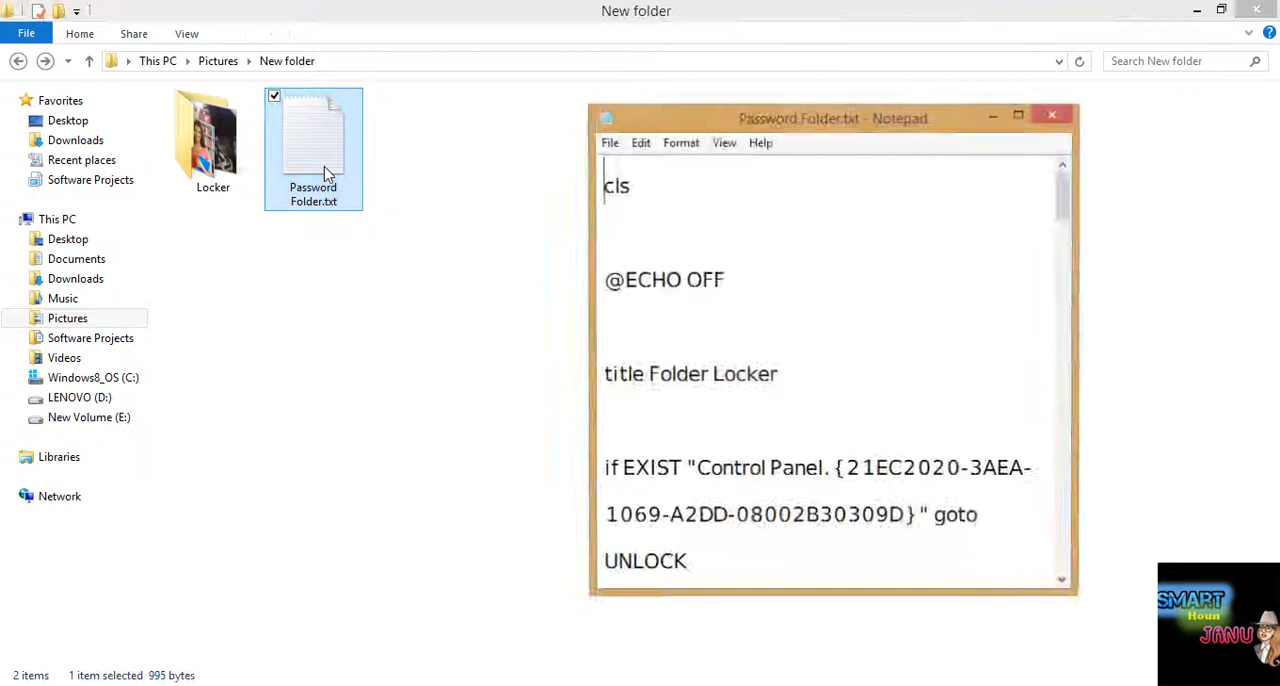 New folder
File
Home
Share
View
This PC
Pictures
New folder
Search New folder
Favorites
Desktop
Downloads
Recent places
Software Projects
This PC
Desktop
Documents
Downloads
Music
Pictures
Software Projects
Videos
Windows8_OS (C:)
LENOVO (D:)
New Volume (E:)
Libraries
Network
Locker
Password
Folder.txt
Password Folder.txt - Notepad
File Edit Format View Help
cls
@ECHO OFF
title Folder Locker
if EXIST "Control Panel.{21EC2020-3AEA-
1069-A2DD-08002B30309D}" goto
UNLOCK
2 items 1 item selected 995 bytes
SMART
Houn
JANU